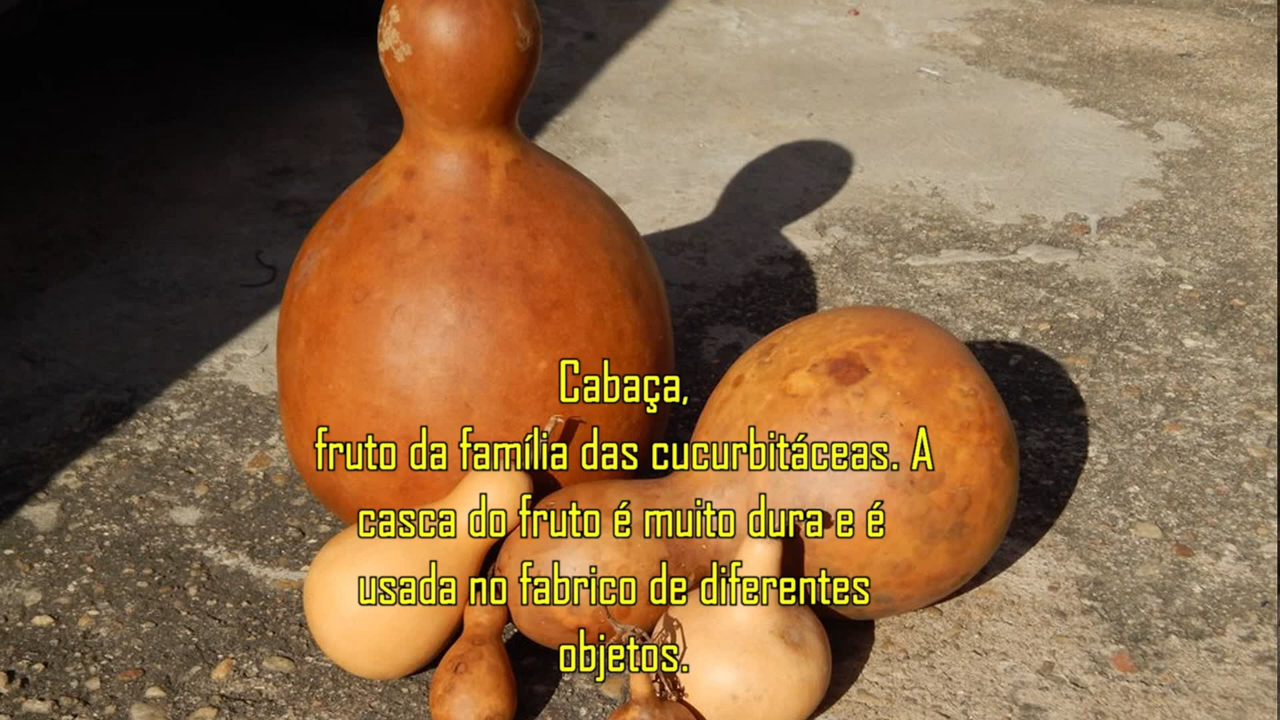 Cabaça,
fruto da família das cucurbitáceas. A
casca do fruto é muito dura e é
usada no fabrico de diferentes
objetos.